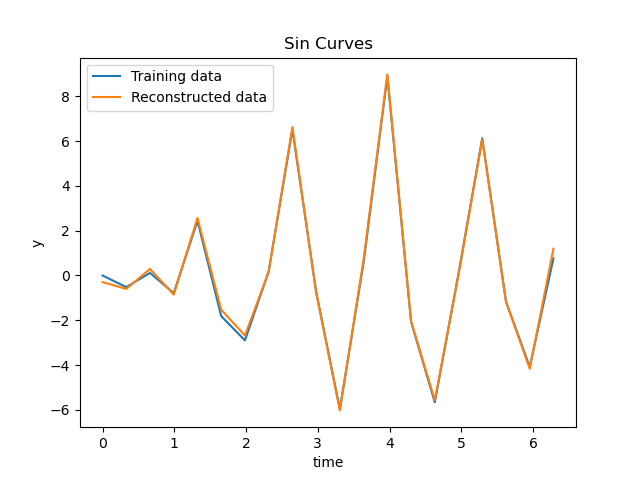 Sin Curves
Training data
Reconstructed data
8
6
4
2
0
−2
−4
−6
y
0 1 2 3 4 5 6
time